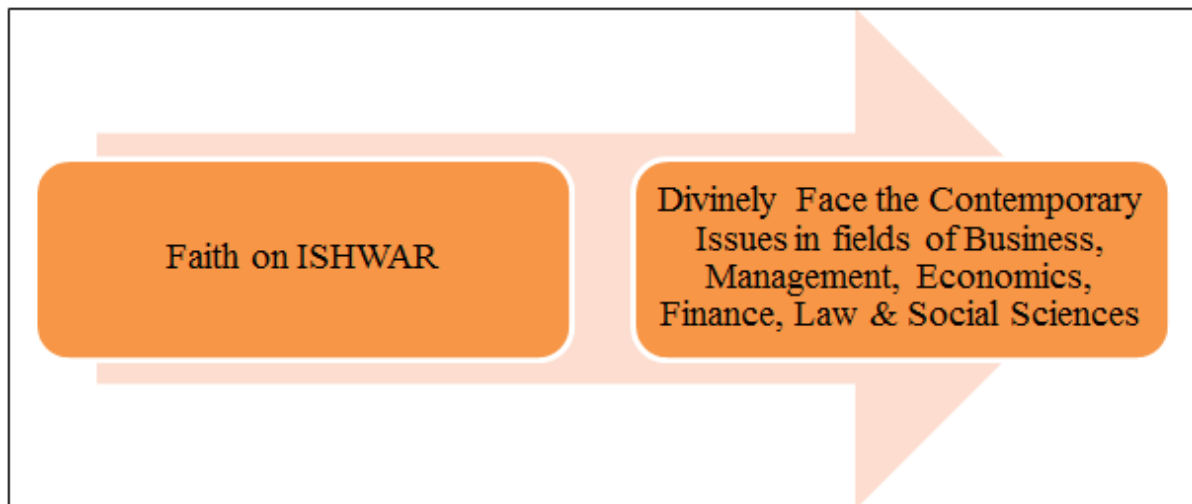 Faith on ISHWAR
Divinely Face the Contemporary
Issues in fields of Business,
Management, Economics,
Finance, Law & Social Sciences